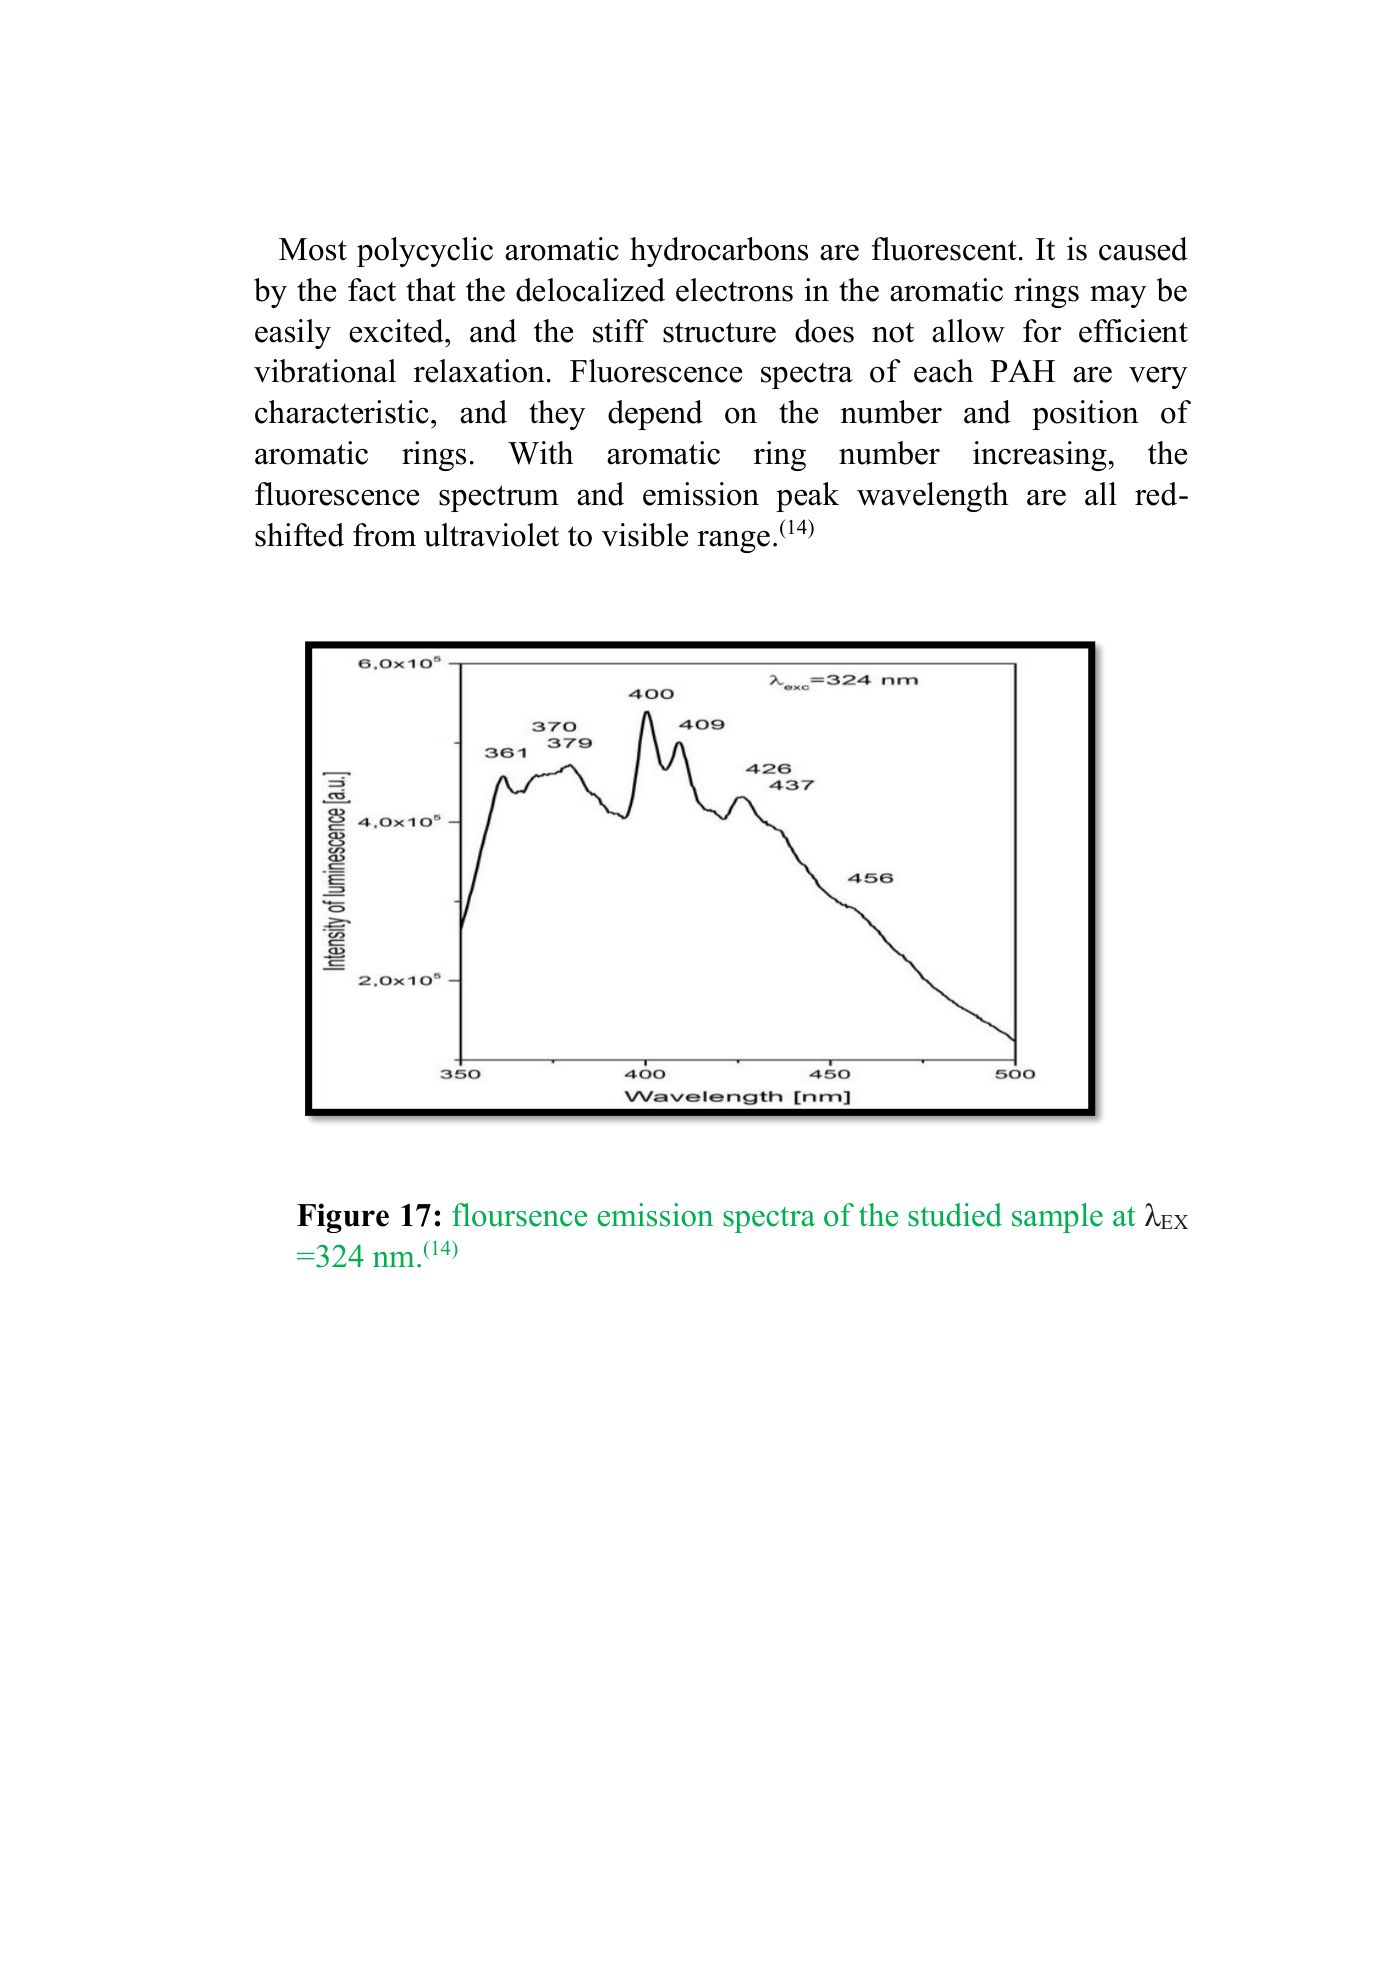 Most polycyclic aromatic hydrocarbons are fluorescent. It is caused
by the fact that the delocalized electrons in the aromatic rings may be
easily excited, and the stiff structure does not allow for efficient
vibrational relaxation. Fluorescence spectra of each PAH are very
characteristic, and they depend on the number and position of
aromatic rings. With aromatic ring number increasing, the
fluorescence spectrum and emission peak wavelength are all red-
shifted from ultraviolet to visible range.(14)
6,0x10⁵
λexc=324 nm
400
370
409
379
361
426
437
4,0x10⁵
Intensity of luminescence [a.u.]
456
2,0x10⁵
350 400 450 500
Wavelength [nm]
Figure 17: floursence emission spectra of the studied sample at λEX
=324 nm.(14)